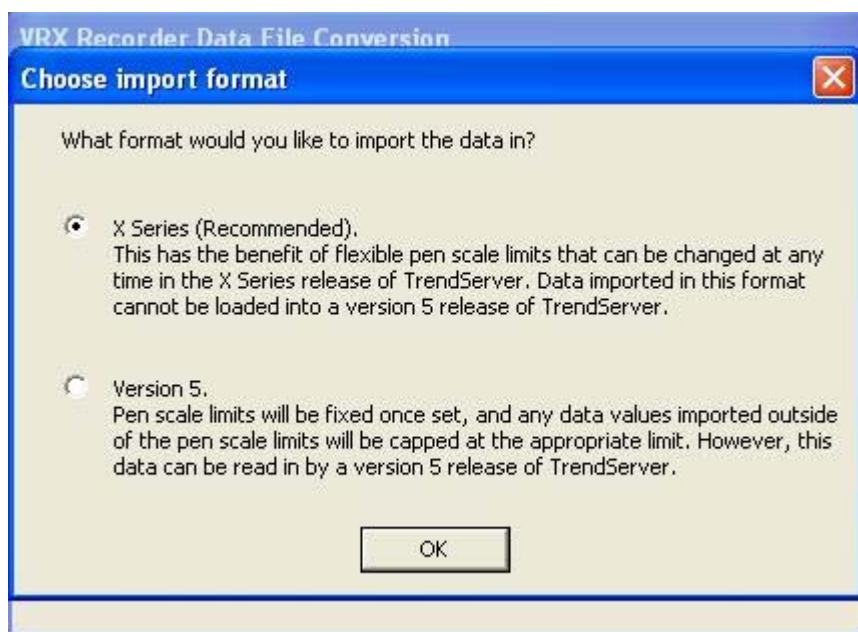 VRX Recorder Data File Conversion
Choose import format
What format would you like to import the data in?
X Series (Recommended).
This has the benefit of flexible pen scale limits that can be changed at any
time in the X Series release of TrendServer. Data imported in this format
cannot be loaded into a version 5 release of TrendServer.
Version 5.
Pen scale limits will be fixed once set, and any data values imported outside
of the pen scale limits will be capped at the appropriate limit. However, this
data can be read in by a version 5 release of TrendServer.
OK